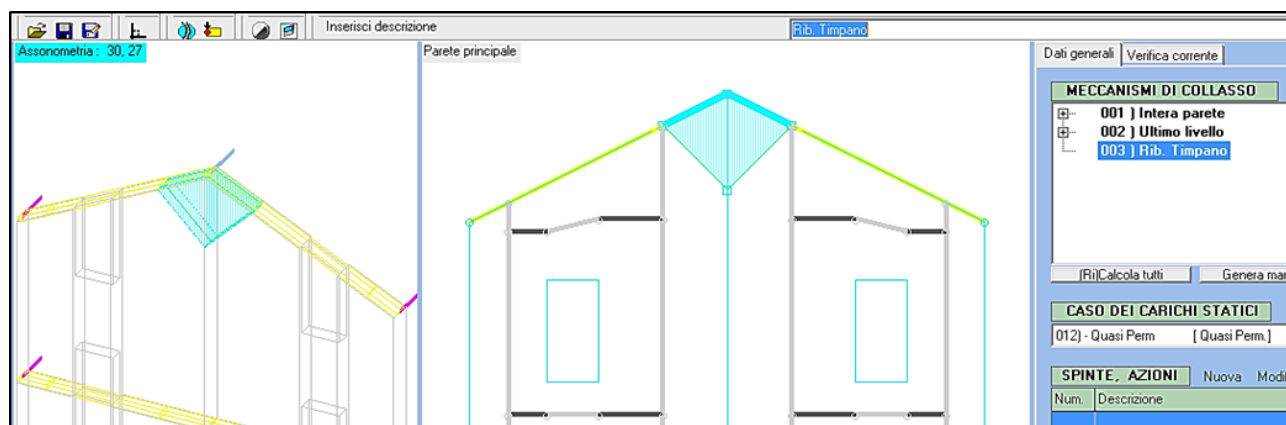 Inserisci descrizione
Rib. Timpano
Assonometria : 30, 27
Parete principale
Dati generali
Verifica corrente
MECCANISMI DI COLLASSO
001 ) Intera parete
002 ) Ultimo livello
003 ) Rib. Timpano
(Ri)Calcola tutti
Genera mar
CASO DEI CARICHI STATICI
012) - Quasi Perm [ Quasi Perm.]
SPINTE, AZIONI Nuova Modif
Num. Descrizione